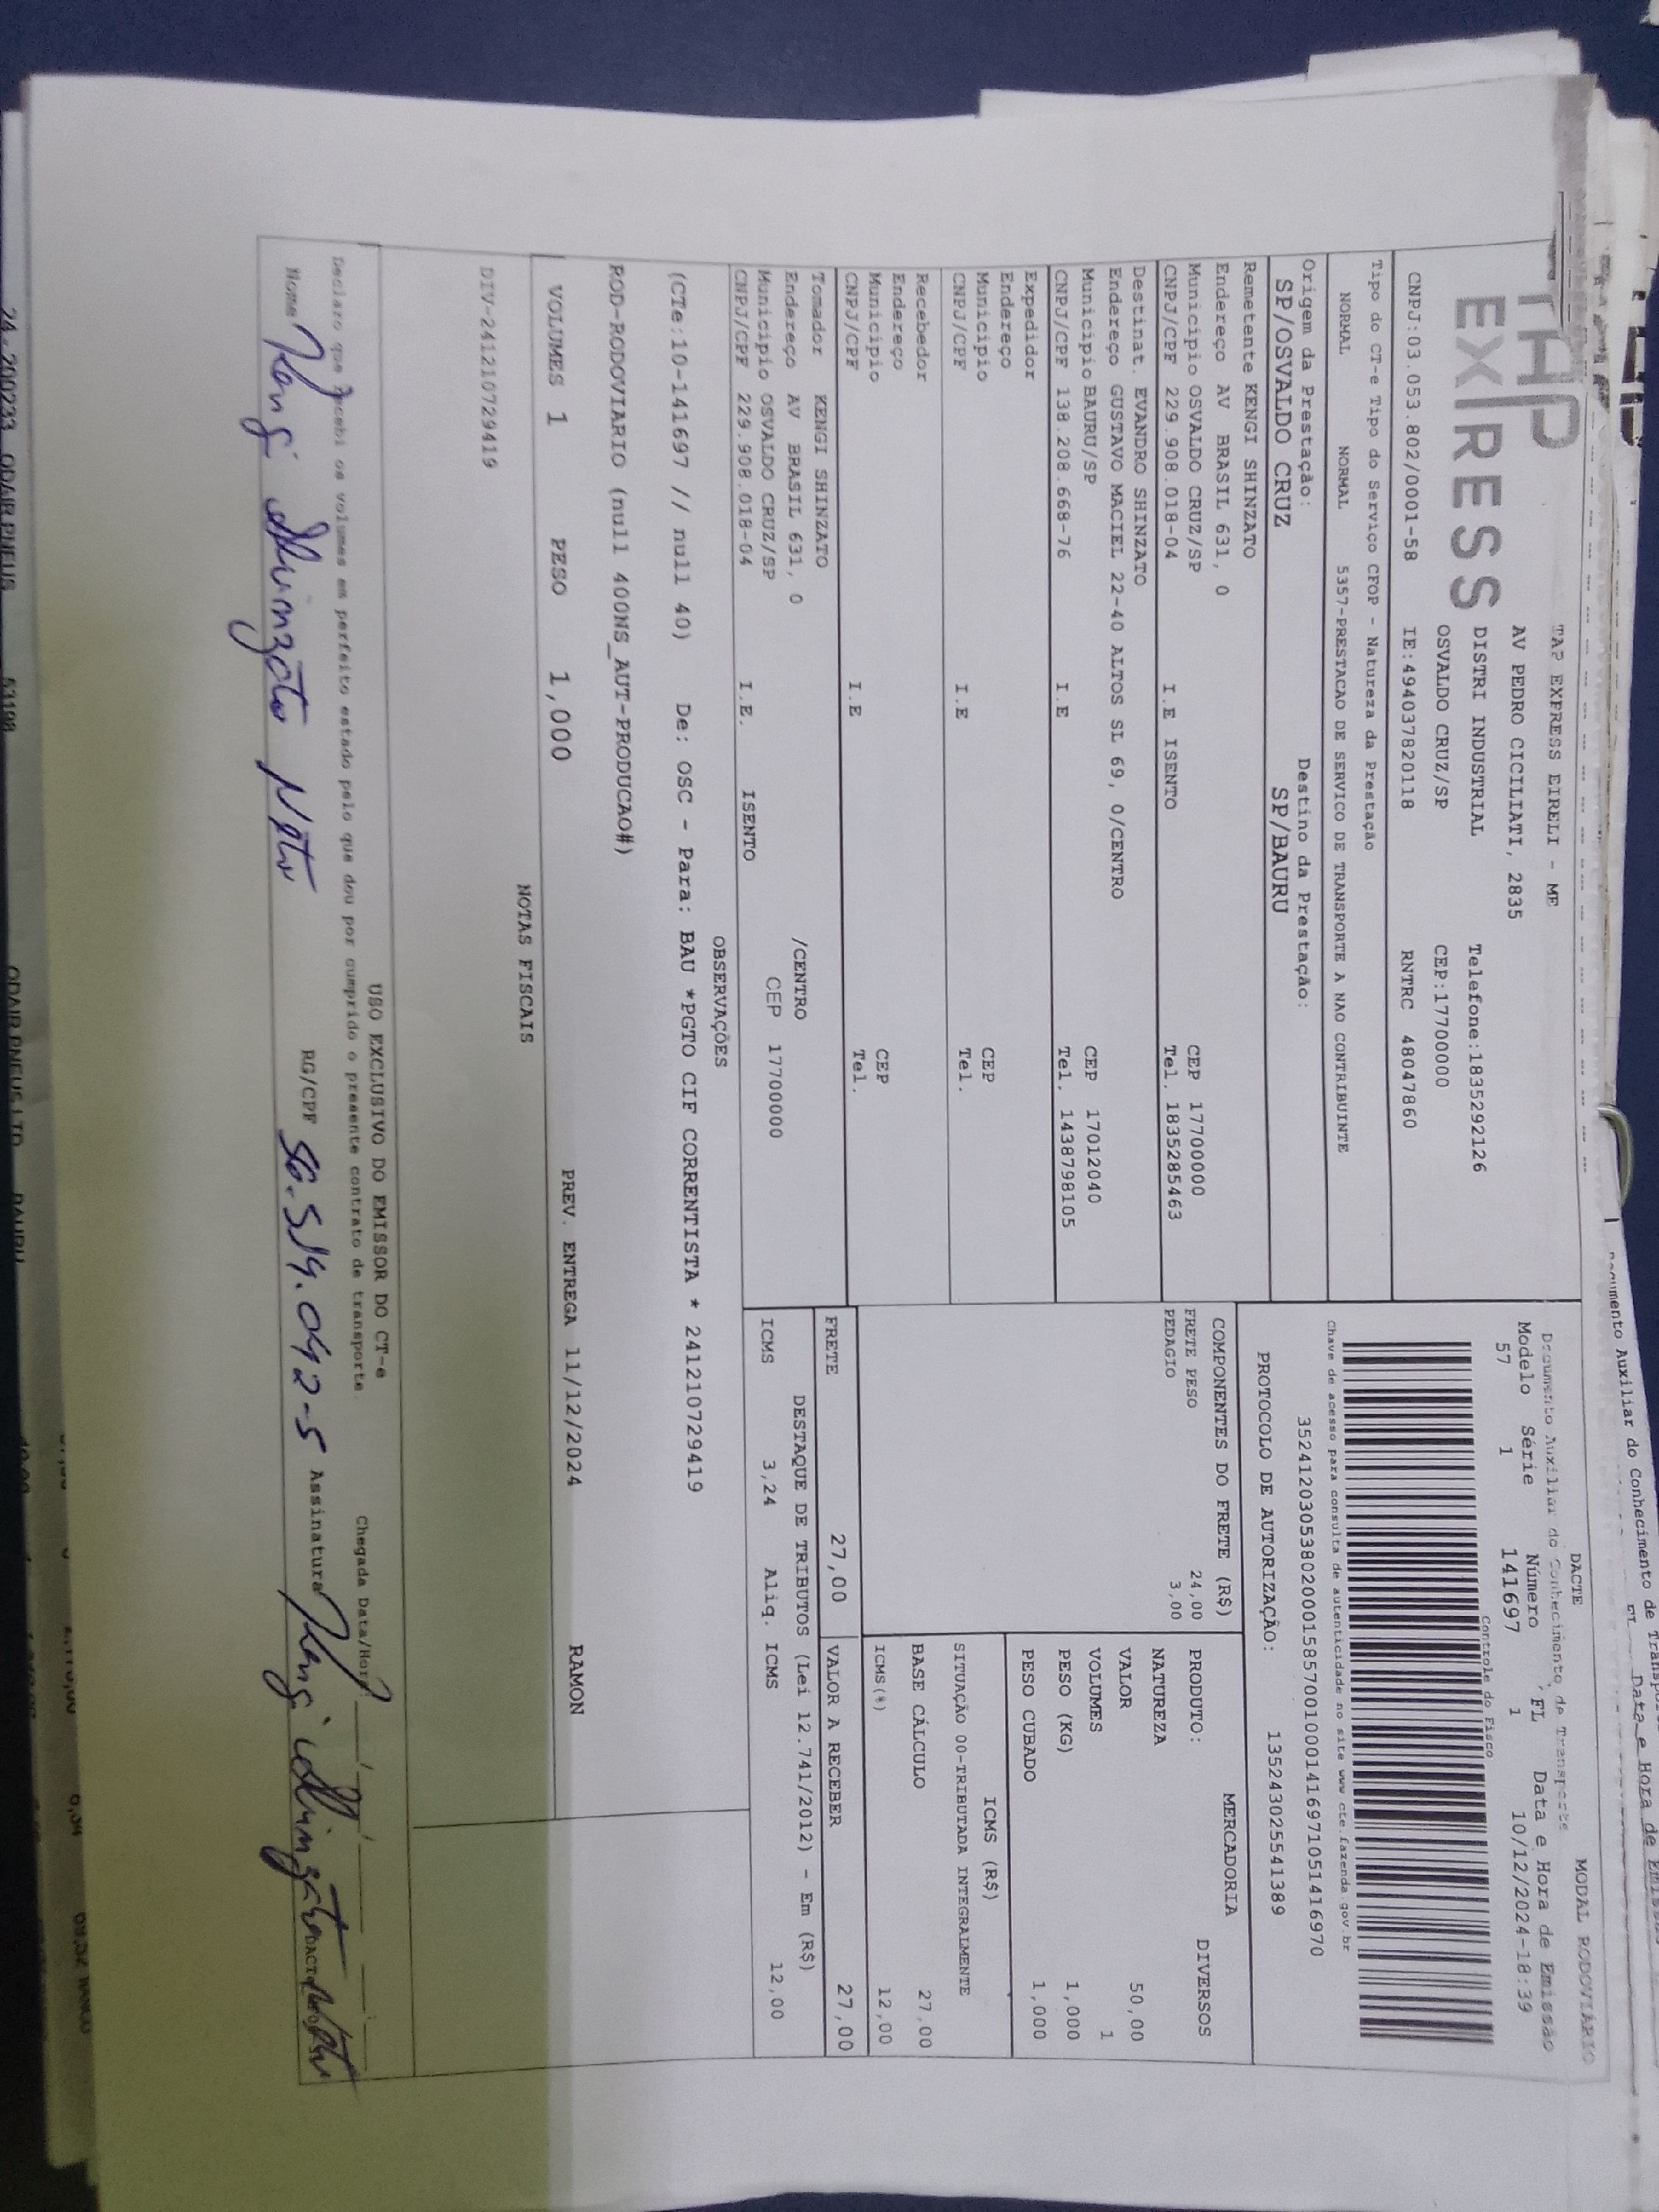 TAP EXPRESS EIRELI - ME
AV PEDRO CICILIATI, 2835
DISTRI INDUSTRIAL Telefone:1835292126
OSVALDO CRUZ/SP CEP:17700000
EXPRESS
CNPJ:03.053.802/0001-58 IE:494037820118 RNTRC 48047860
Tipo do CT-e Tipo do Serviço CFOP - Natureza da Prestação
NORMAL NORMAL 5357-PRESTACAO DE SERVICO DE TRANSPORTE A NAO CONTRIBUINTE
Origem da Prestação: Destino da Prestação:
SP/OSVALDO CRUZ SP/BAURU
DACTE MODAL RODOVIÁRIO
Documento Auxiliar do Conhecimento de Transporte
Modelo Série Número FL Data e Hora de Emissão
57 1 141697 1 10/12/2024-18:39
Controle do Fisco
Chave de acesso para consulta de autenticidade no site www.cte.fazenda.gov.br
35241203053802000158570010001416971051416970
PROTOCOLO DE AUTORIZAÇÃO: 135243025541389
Remetente KENGI SHINZATO
Endereço AV BRASIL 631, 0
Municipio OSVALDO CRUZ/SP CEP 17700000
CNPJ/CPF 229.908.018-04 I.E ISENTO Tel. 1835285463
Destinat. EVANDRO SHINZATO
Endereço GUSTAVO MACIEL 22-40 ALTOS SL 69, 0/CENTRO
Municipio BAURU/SP CEP 17012040
CNPJ/CPF 138.208.668-76 I.E Tel. 1438798105
Expedidor
Endereço
Municipio CEP
CNPJ/CPF I.E Tel.
Recebedor
Endereço
Municipio CEP
CNPJ/CPF I.E Tel.
Tomador KENGI SHINZATO
Endereço AV BRASIL 631, 0 /CENTRO
Municipio OSVALDO CRUZ/SP CEP 17700000
CNPJ/CPF 229.908.018-04 I.E. ISENTO
COMPONENTES DO FRETE (R$)
FRETE PESO 24,00
PEDAGIO 3,00
MERCADORIA
PRODUTO: DIVERSOS
NATUREZA
VALOR 50,00
VOLUMES 1
PESO (KG) 1,000
PESO CUBADO 1,000
ICMS (R$)
SITUAÇÃO 00-TRIBUTADA INTEGRALMENTE
BASE CÁLCULO 27,00
ICMS(%) 12,00
FRETE 27,00 VALOR A RECEBER 27,00
DESTAQUE DE TRIBUTOS (Lei 12.741/2012) - Em (R$)
ICMS 3,24 Aliq. ICMS 12,00
OBSERVAÇÕES
(CTe:10-141697 // null 40) De: OSC - Para: BAU *PGTO CIF CORRENTISTA * 241210729419
ROD-RODOVIARIO (null 400NS_AUT-PRODUCAO#)
VOLUMES 1 PESO 1,000 PREV. ENTREGA 11/12/2024 RAMON
NOTAS FISCAIS
DIV-241210729419
USO EXCLUSIVO DO EMISSOR DO CT-e
Declaro que recebi os volumes em perfeito estado pelo que dou por cumprido o presente contrato de transporte. Chegada Data/Hora
Nome Kengi Shinzato Neto RG/CPF 56.519.042-5 Assinatura Kengi Shinzato Neto